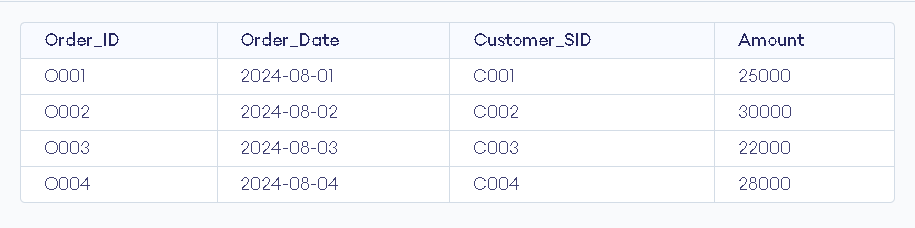 Order_ID Order_Date Customer_SID Amount
O001 2024-08-01 C001 25000
O002 2024-08-02 C002 30000
O003 2024-08-03 C003 22000
O004 2024-08-04 C004 28000